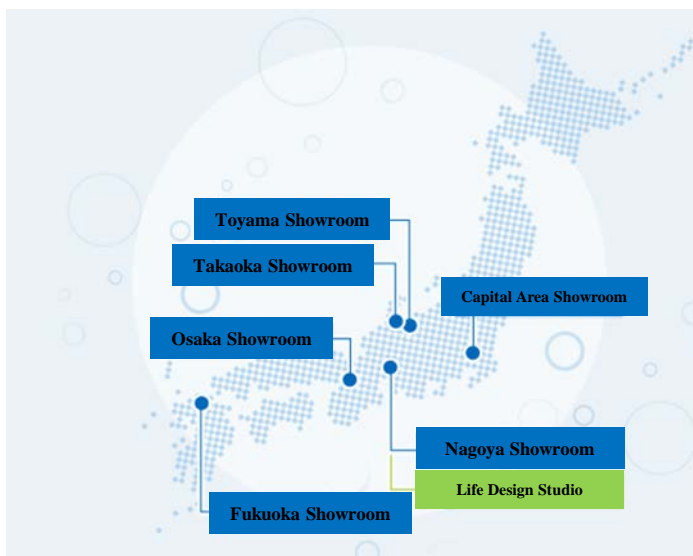 Toyama Showroom
Takaoka Showroom
Capital Area Showroom
Osaka Showroom
Nagoya Showroom
Life Design Studio
Fukuoka Showroom